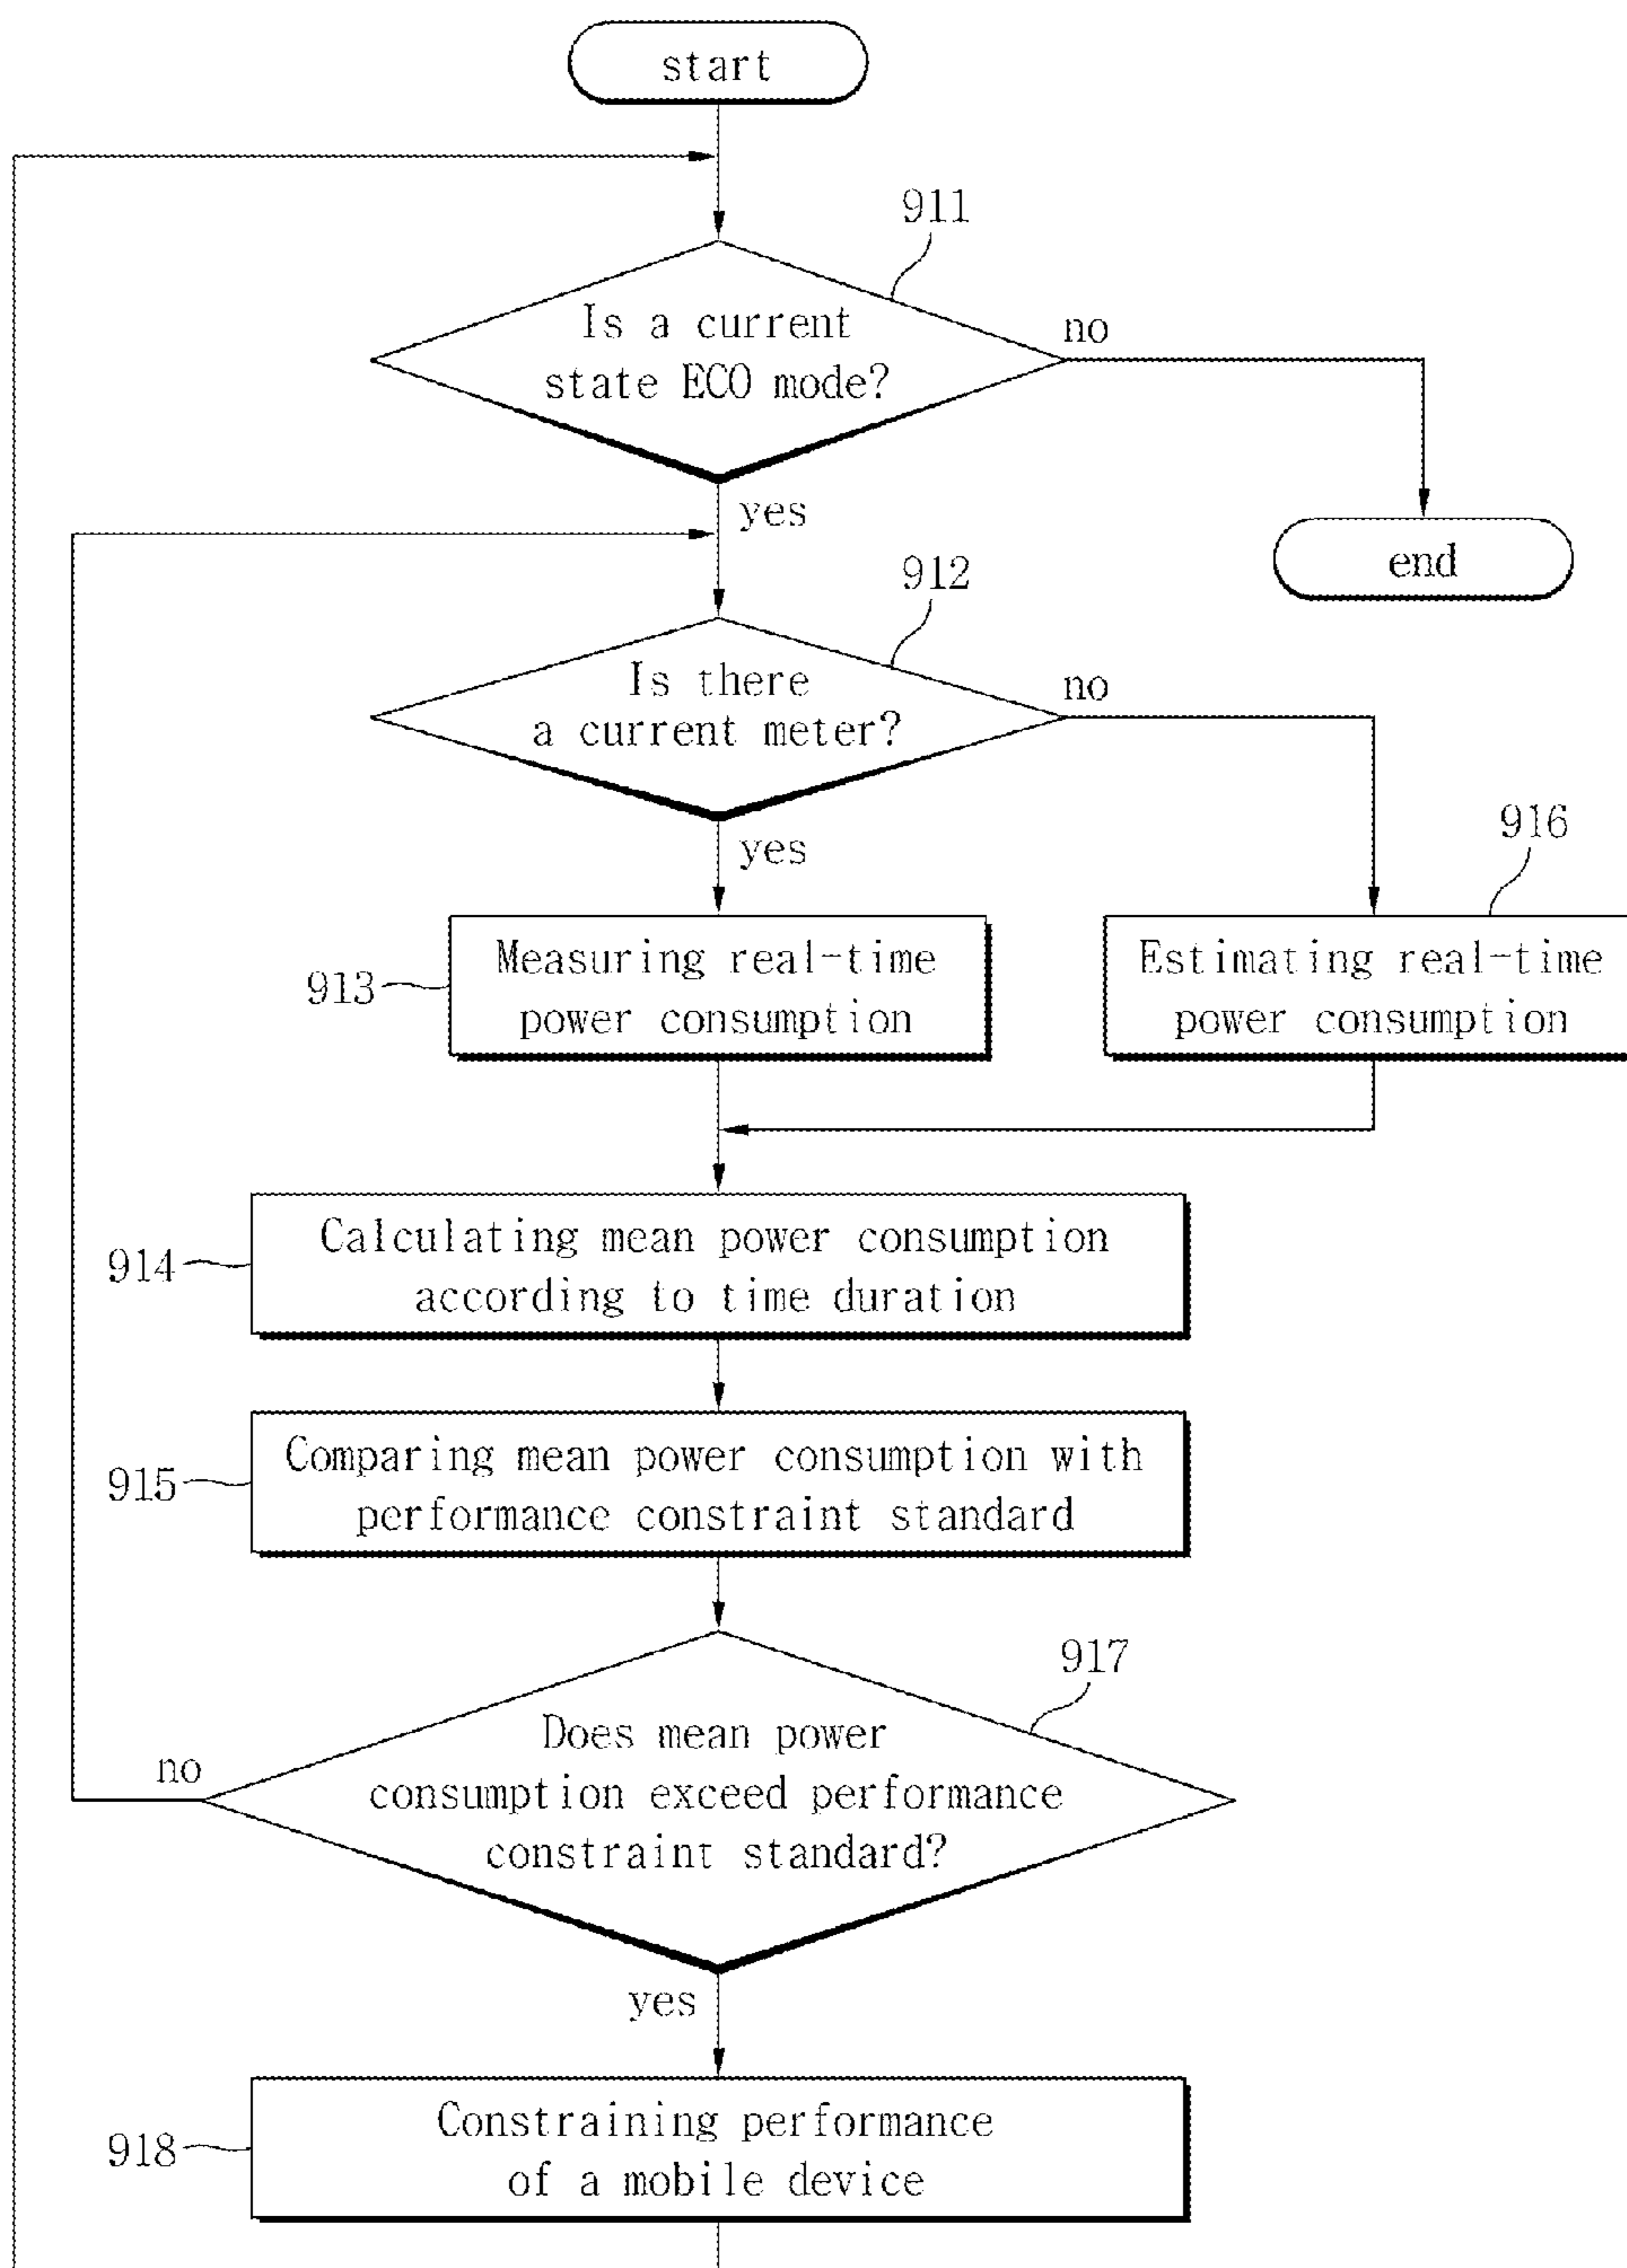 start
911
Is a current
state ECO mode?
no
yes
end
912
Is there
a current meter?
no
yes
916
913
Measuring real-time
power consumption
Estimating real-time
power consumption
914
Calculating mean power consumption
according to time duration
915
Comparing mean power consumption with
performance constraint standard
917
Does mean power
consumption exceed performance
constraint standard?
no
yes
918
Constraining performance
of a mobile device